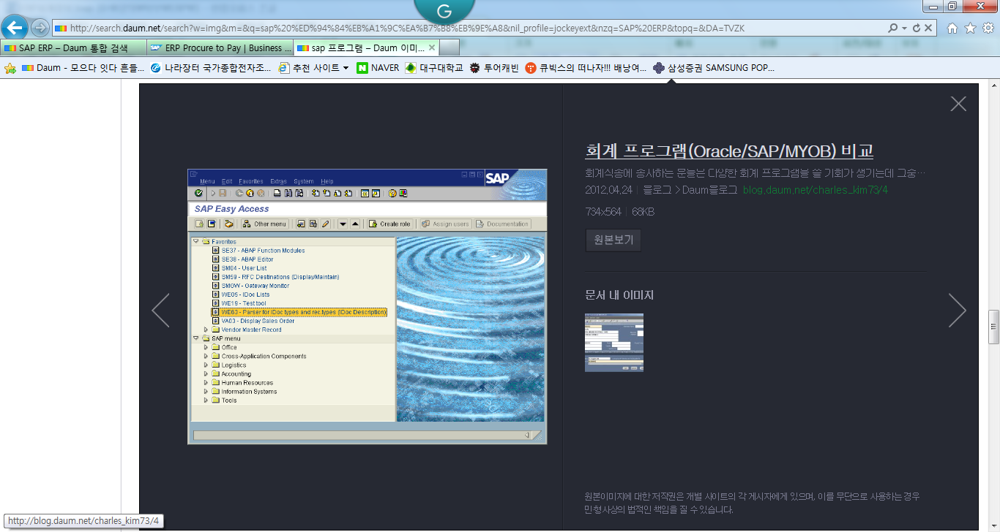 G
http://search.daum.net/search?w=img&m=&q=sap%20%ED%94%84%EB%A1%9C%EA%B7%B8%EB%9E%A8&nil_profile=jockeyext&nzq=SAP%20ERP&topq=&DA=TVZK
SAP ERP – Daum 통합 검색
ERP Procure to Pay | Business ...
sap 프로그램 – Daum 이미...
Daum - 모으다 잇다 흔들...
나라장터 국가종합전자조...
추천 사이트
NAVER
대구대학교
투어캐빈
큐빅스의 떠나자!!! 배낭여...
삼성증권 SAMSUNG POP...
Menu Edit Favorites Extras System Help
SAP
SAP Easy Access
Other menu
Create role
Assign users
Documentation
Favorites
SE37 - ABAP Function Modules
SE38 - ABAP Editor
SM04 - User List
SM59 - RFC Destinations (Display/Maintain)
SMGW - Gateway Monitor
WE05 - IDoc Lists
WE19 - Test tool
WE63 - Parser for IDoc types and rec.types (IDoc Description)
VA03 - Display Sales Order
Vendor Master Record
SAP menu
Office
Cross-Application Components
Logistics
Accounting
Human Resources
Information Systems
Tools
회계 프로그램(Oracle/SAP/MYOB) 비교
회계직종에 종사하는 분들은 다양한 회계 프로그램을 쓸 기회가 생기는데 그중…
2012.04.24 | 블로그 > Daum블로그 blog.daum.net/charles_kim73/4
734x564 | 68KB
원본보기
문서 내 이미지
원본이미지에 대한 저작권은 개별 사이트의 각 게시자에게 있으며, 이를 무단으로 사용하는 경우
민형사상의 법적인 책임을 질 수 있습니다.
http://blog.daum.net/charles_kim73/4